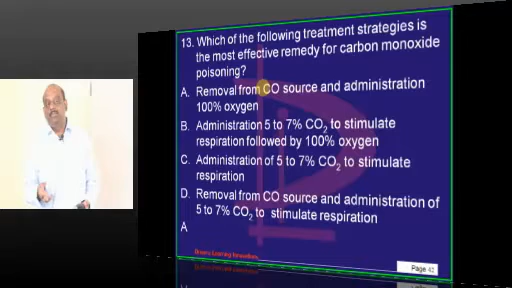 13. Which of the following treatment strategies is
the most effective remedy for carbon monoxide
poisoning?
A. Removal from CO source and administration
100% oxygen
B. Administration 5 to 7% CO₂ to stimulate
respiration followed by 100% oxygen
C. Administration of 5 to 7% CO₂ to stimulate
respiration
D. Removal from CO source and administration of
5 to 7% CO₂ to stimulate respiration
A
Page 42